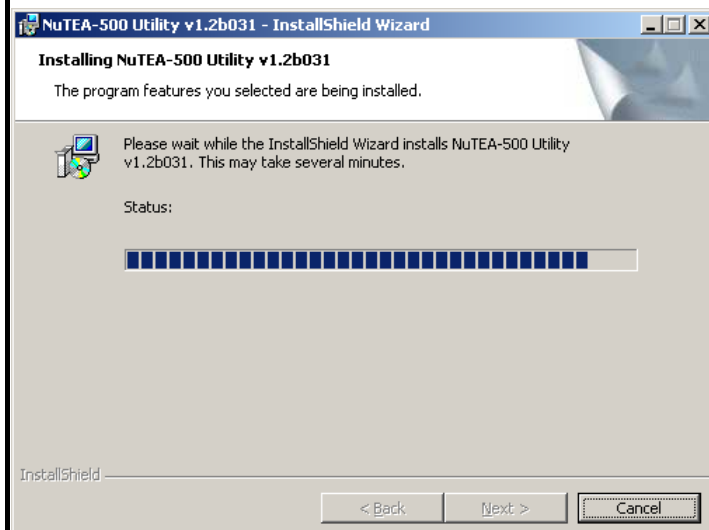 NuTEA-500 Utility v1.2b031 - InstallShield Wizard
Installing NuTEA-500 Utility v1.2b031
The program features you selected are being installed.
Please wait while the InstallShield Wizard installs NuTEA-500 Utility
v1.2b031. This may take several minutes.
Status:
InstallShield
< Back Next > Cancel